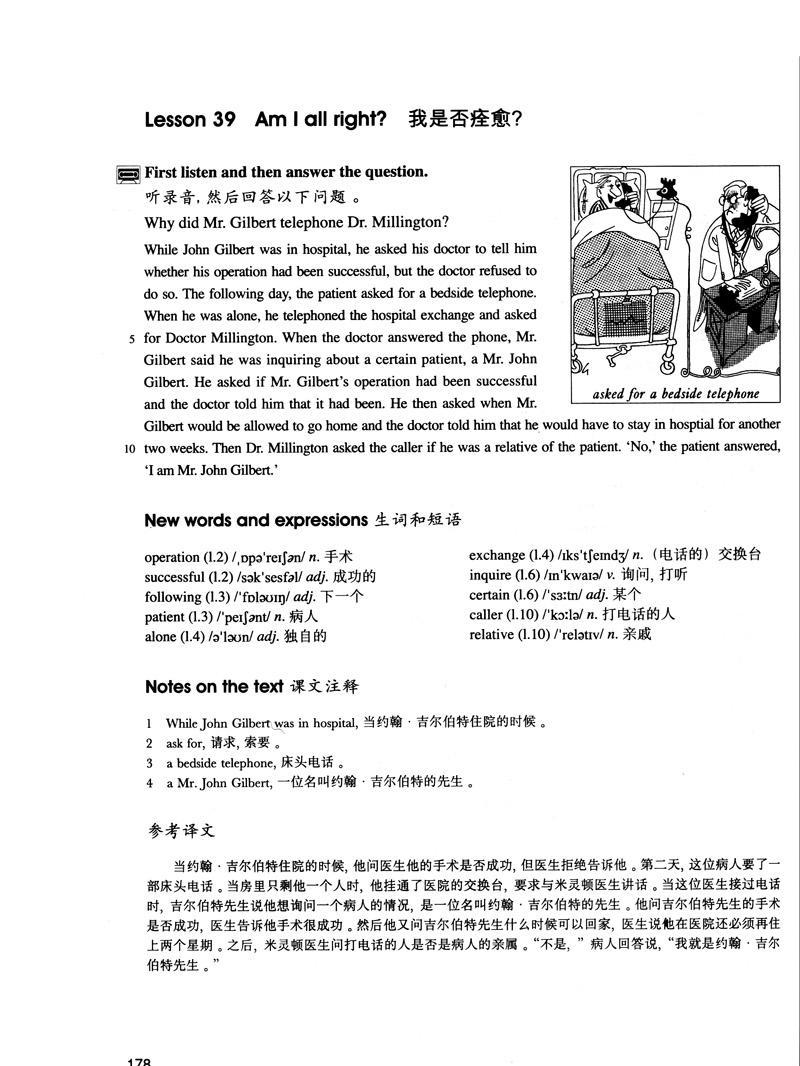 Lesson 39 Am I all right? 我是否痊愈?
First listen and then answer the question.
听录音, 然后回答以下问题 。
Why did Mr. Gilbert telephone Dr. Millington?
While John Gilbert was in hospital, he asked his doctor to tell him
whether his operation had been successful, but the doctor refused to
do so. The following day, the patient asked for a bedside telephone.
When he was alone, he telephoned the hospital exchange and asked
5 for Doctor Millington. When the doctor answered the phone, Mr.
Gilbert said he was inquiring about a certain patient, a Mr. John
Gilbert. He asked if Mr. Gilbert's operation had been successful
and the doctor told him that it had been. He then asked when Mr.
asked for a bedside telephone
Gilbert would be allowed to go home and the doctor told him that he would have to stay in hosptial for another
10 two weeks. Then Dr. Millington asked the caller if he was a relative of the patient. ‘No,’ the patient answered,
‘I am Mr. John Gilbert.’
New words and expressions 生词和短语
operation (l.2) /ˌɒpəˈreɪʃən/ n. 手术
successful (l.2) /səkˈsesfəl/ adj. 成功的
following (l.3) /ˈfɒləʊɪŋ/ adj. 下一个
patient (l.3) /ˈpeɪʃənt/ n. 病人
alone (l.4) /əˈləʊn/ adj. 独自的
exchange (l.4) /ɪksˈtʃeɪndʒ/ n.（电话的）交换台
inquire (l.6) /ɪnˈkwaɪə/ v. 询问, 打听
certain (l.6) /ˈsɜːtn/ adj. 某个
caller (l.10) /ˈkɔːlə/ n. 打电话的人
relative (l.10) /ˈrelətɪv/ n. 亲戚
Notes on the text 课文注释
1 While John Gilbert was in hospital, 当约翰·吉尔伯特住院的时候 。
2 ask for, 请求, 索要 。
3 a bedside telephone, 床头电话 。
4 a Mr. John Gilbert, 一位名叫约翰·吉尔伯特的先生 。
参考译文
当约翰·吉尔伯特住院的时候, 他问医生他的手术是否成功, 但医生拒绝告诉他 。第二天, 这位病人要了一
部床头电话 。当房里只剩他一个人时, 他挂通了医院的交换台, 要求与米灵顿医生讲话 。当这位医生接过电话
时, 吉尔伯特先生说他想询问一个病人的情况, 是一位名叫约翰·吉尔伯特的先生 。他问吉尔伯特先生的手术
是否成功, 医生告诉他手术很成功 。然后他又问吉尔伯特先生什么时候可以回家, 医生说他在医院还必须再住
上两个星期 。之后, 米灵顿医生问打电话的人是否是病人的亲属 。“不是, ” 病人回答说, “我就是约翰·吉尔
伯特先生 。”
178